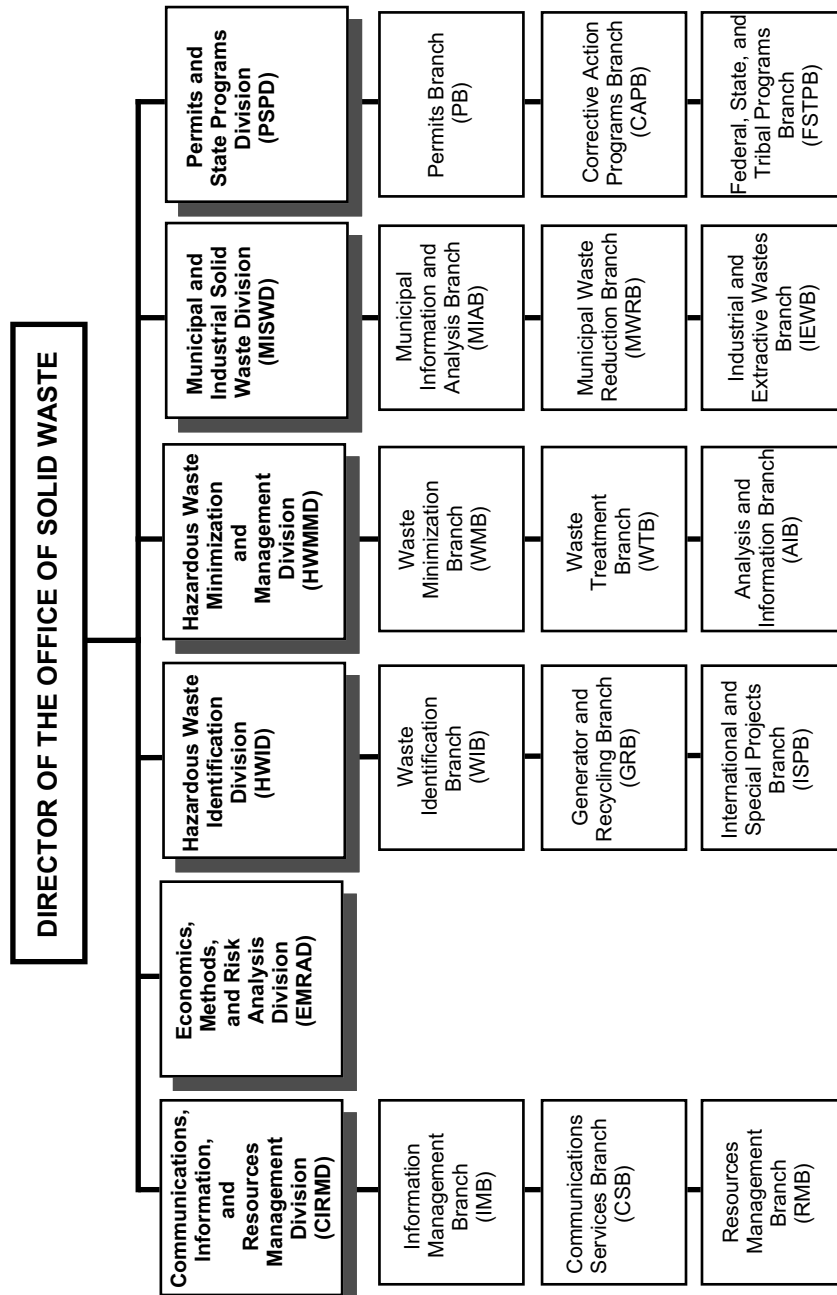 DIRECTOR OF THE OFFICE OF SOLID WASTE
Communications,
Information,
and
Resources
Management
Division
(CIRMD)
Economics,
Methods,
and Risk
Analysis
Division
(EMRAD)
Hazardous Waste
Identification
Division
(HWID)
Hazardous Waste
Minimization
and
Management
Division
(HWMMD)
Municipal and
Industrial Solid
Waste Division
(MISWD)
Permits and
State Programs
Division
(PSPD)
Information
Management
Branch
(IMB)
Waste
Identification
Branch
(WIB)
Waste
Minimization
Branch
(WMB)
Municipal
Information and
Analysis Branch
(MIAB)
Permits Branch
(PB)
Communications
Services Branch
(CSB)
Generator and
Recycling Branch
(GRB)
Waste
Treatment
Branch
(WTB)
Municipal Waste
Reduction Branch
(MWRB)
Corrective Action
Programs Branch
(CAPB)
Resources
Management
Branch
(RMB)
International and
Special Projects
Branch
(ISPB)
Analysis and
Information Branch
(AIB)
Industrial and
Extractive Wastes
Branch
(IEWB)
Federal, State, and
Tribal Programs
Branch
(FSTPB)